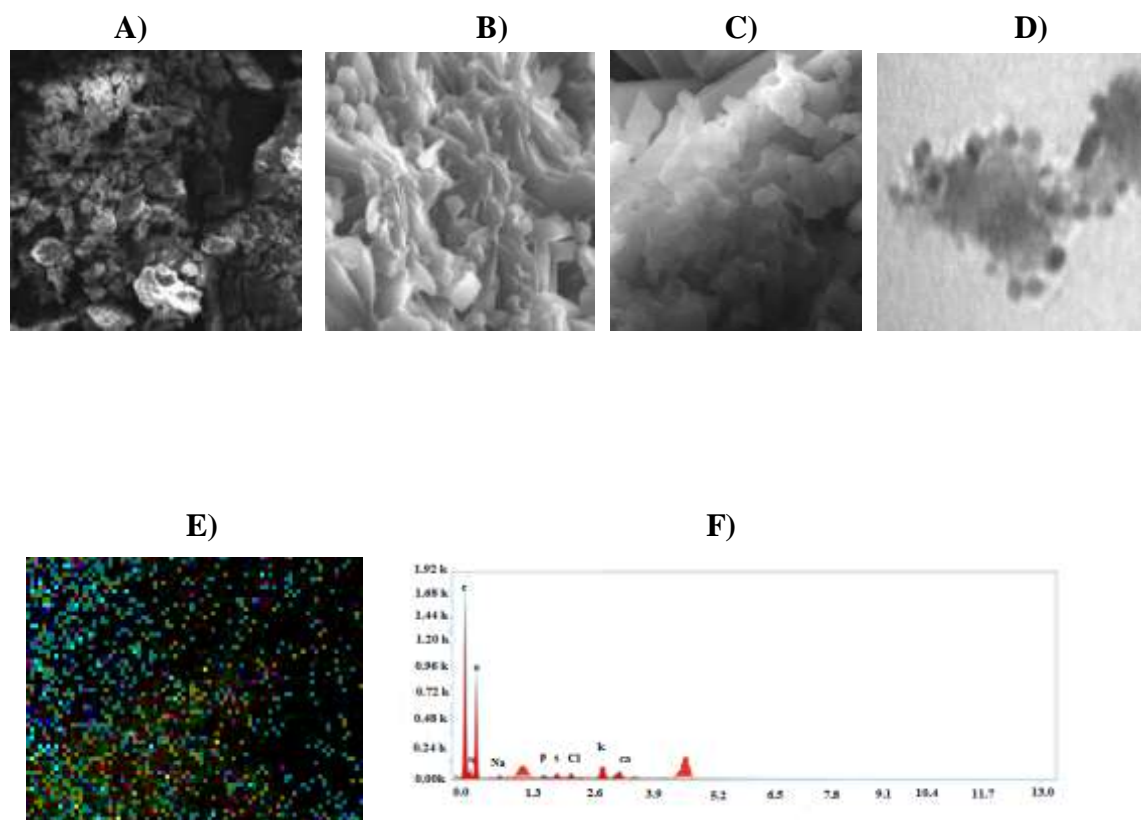 A) B) C) D)
E) F)
1.92 k
1.68 k
1.44 k
1.20 k
0.96 k
0.72 k
0.48 k
0.24 k
0.00k
c
o
Na
P s Cl
k
ca
0.0 1.3 2.6 3.9 5.2 6.5 7.8 9.1 10.4 11.7 13.0